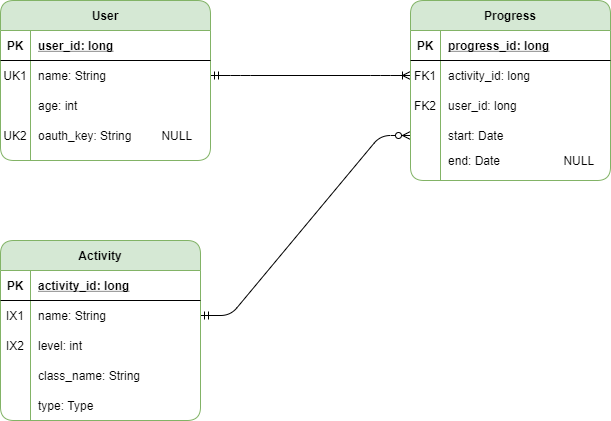 User
PK user_id: long
UK1 name: String
age: int
UK2 oauth_key: String NULL
Progress
PK progress_id: long
FK1 activity_id: long
FK2 user_id: long
start: Date
end: Date NULL
Activity
PK activity_id: long
IX1 name: String
IX2 level: int
class_name: String
type: Type